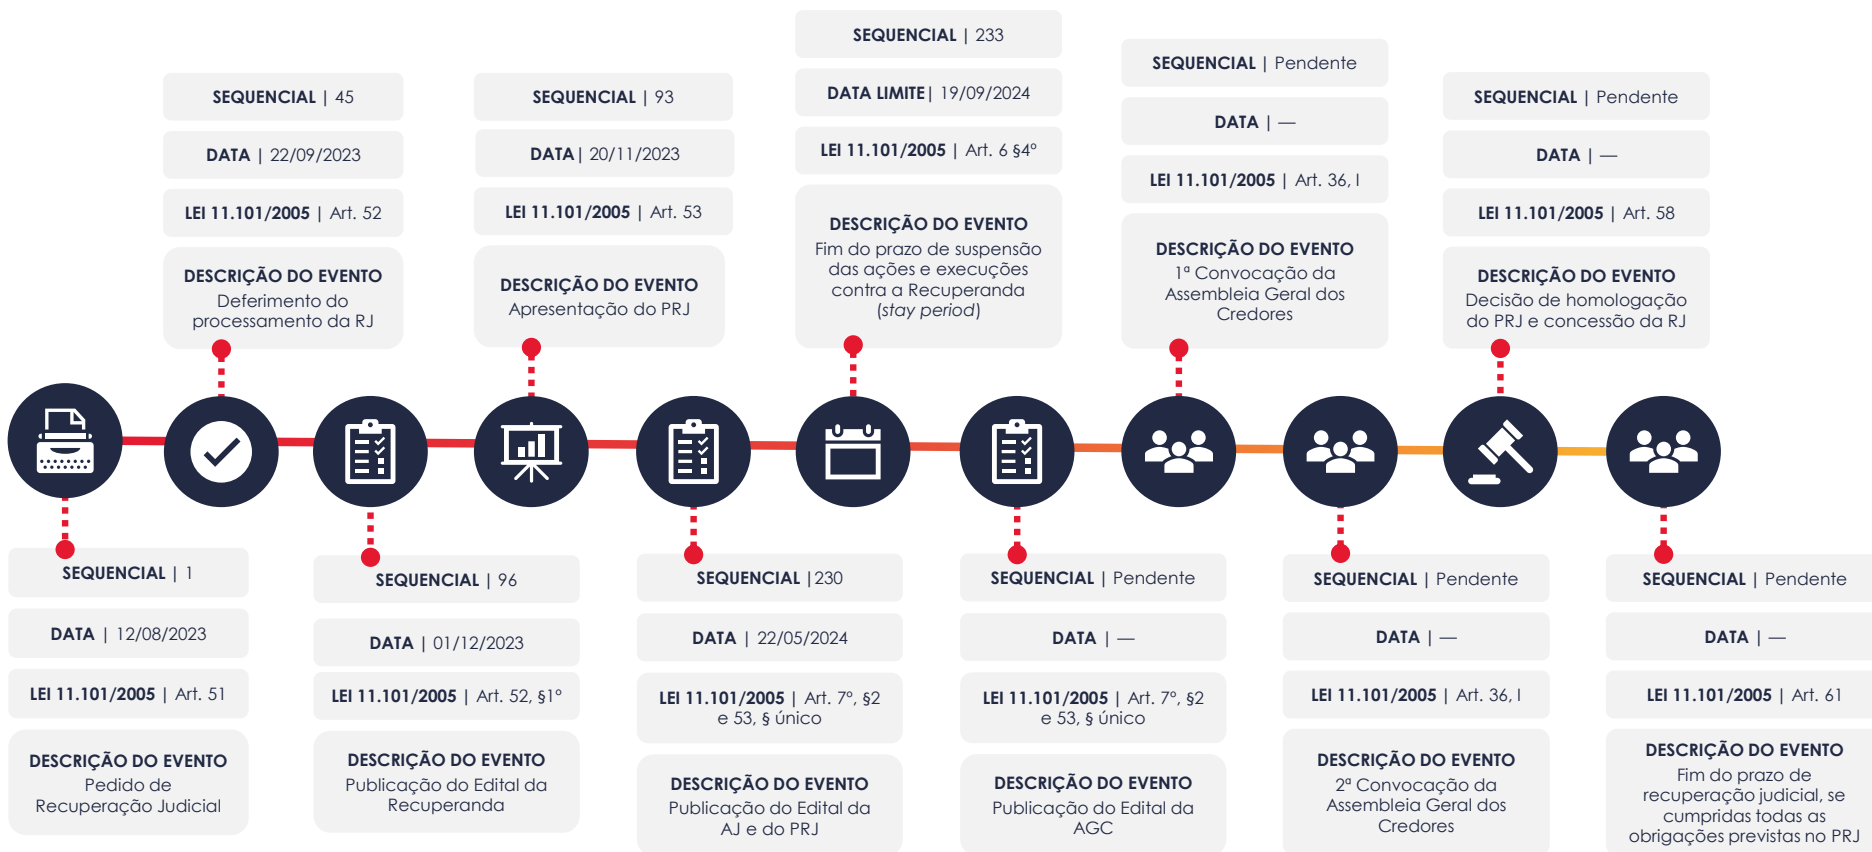 SEQUENCIAL | 1
DATA | 12/08/2023
LEI 11.101/2005 | Art. 51
DESCRIÇÃO DO EVENTO
Pedido de
Recuperação Judicial
SEQUENCIAL | 45
DATA | 22/09/2023
LEI 11.101/2005 | Art. 52
DESCRIÇÃO DO EVENTO
Deferimento do
processamento da RJ
SEQUENCIAL | 96
DATA | 01/12/2023
LEI 11.101/2005 | Art. 52, §1º
DESCRIÇÃO DO EVENTO
Publicação do Edital da
Recuperanda
SEQUENCIAL | 93
DATA| 20/11/2023
LEI 11.101/2005 | Art. 53
DESCRIÇÃO DO EVENTO
Apresentação do PRJ
SEQUENCIAL |230
DATA | 22/05/2024
LEI 11.101/2005 | Art. 7º, §2
e 53, § único
DESCRIÇÃO DO EVENTO
Publicação do Edital da
AJ e do PRJ
SEQUENCIAL | 233
DATA LIMITE| 19/09/2024
LEI 11.101/2005 | Art. 6 §4º
DESCRIÇÃO DO EVENTO
Fim do prazo de suspensão
das ações e execuções
contra a Recuperanda
(stay period)
SEQUENCIAL | Pendente
DATA | —
LEI 11.101/2005 | Art. 7º, §2
e 53, § único
DESCRIÇÃO DO EVENTO
Publicação do Edital da
AGC
SEQUENCIAL | Pendente
DATA | —
LEI 11.101/2005 | Art. 36, I
DESCRIÇÃO DO EVENTO
1ª Convocação da
Assembleia Geral dos
Credores
SEQUENCIAL | Pendente
DATA | —
LEI 11.101/2005 | Art. 36, I
DESCRIÇÃO DO EVENTO
2ª Convocação da
Assembleia Geral dos
Credores
SEQUENCIAL | Pendente
DATA | —
LEI 11.101/2005 | Art. 58
DESCRIÇÃO DO EVENTO
Decisão de homologação
do PRJ e concessão da RJ
SEQUENCIAL | Pendente
DATA | —
LEI 11.101/2005 | Art. 61
DESCRIÇÃO DO EVENTO
Fim do prazo de
recuperação judicial, se
cumpridas todas as
obrigações previstas no PRJ